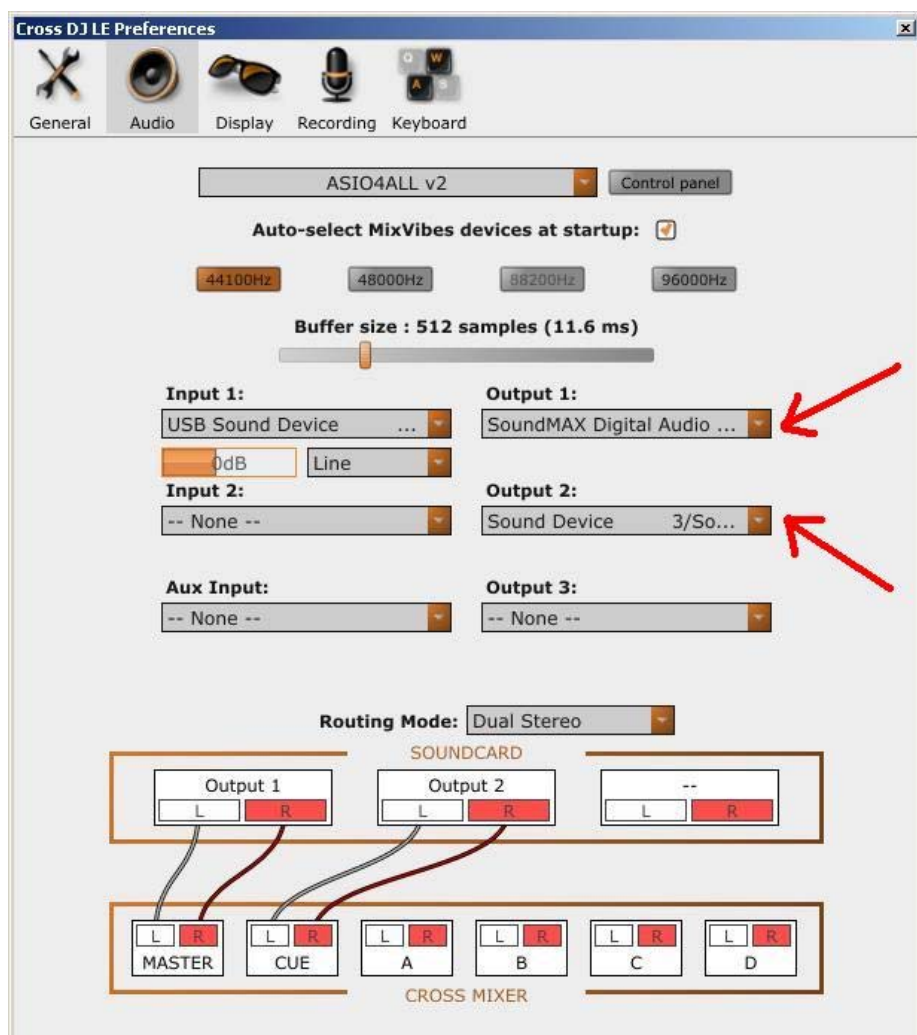 Cross DJ LE Preferences
General Audio Display Recording Keyboard
ASIO4ALL v2 Control panel
Auto-select MixVibes devices at startup:
44100Hz 48000Hz 88200Hz 96000Hz
Buffer size : 512 samples (11.6 ms)
Input 1: Output 1:
USB Sound Device ... SoundMAX Digital Audio ...
0dB Line
Input 2: Output 2:
-- None -- Sound Device 3/So...
Aux Input: Output 3:
-- None -- -- None --
Routing Mode: Dual Stereo
SOUNDCARD
Output 1 Output 2 --
L R L R L R
L R L R L R L R L R L R
MASTER CUE A B C D
CROSS MIXER